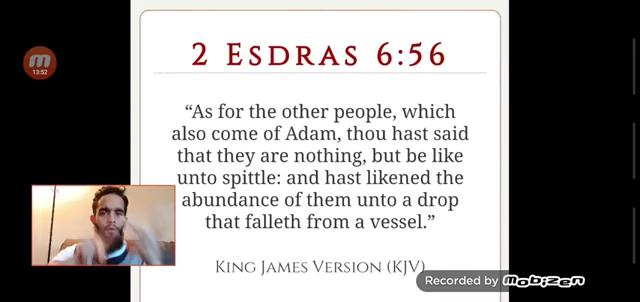 2 ESDRAS 6:56
“As for the other people, which
also come of Adam, thou hast said
that they are nothing, but be like
unto spittle: and hast likened the
abundance of them unto a drop
that falleth from a vessel.”
KING JAMES VERSION (KJV)
13:52
Recorded by mobizen